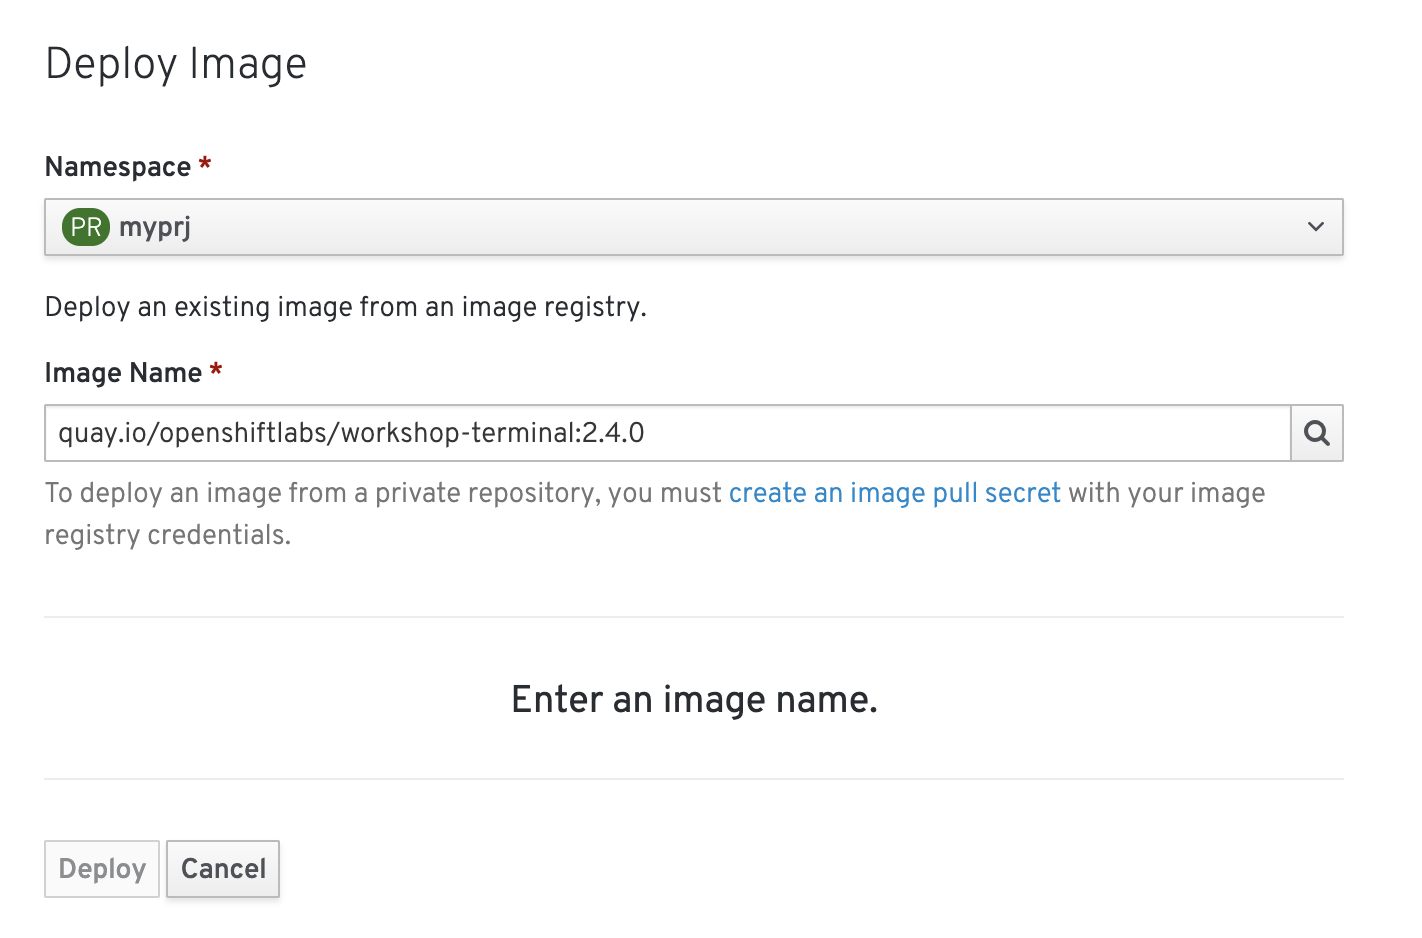 Deploy Image
Namespace *
PR myprj
Deploy an existing image from an image registry.
Image Name *
quay.io/openshiftlabs/workshop-terminal:2.4.0
To deploy an image from a private repository, you must create an image pull secret with your image
registry credentials.
Enter an image name.
Deploy Cancel